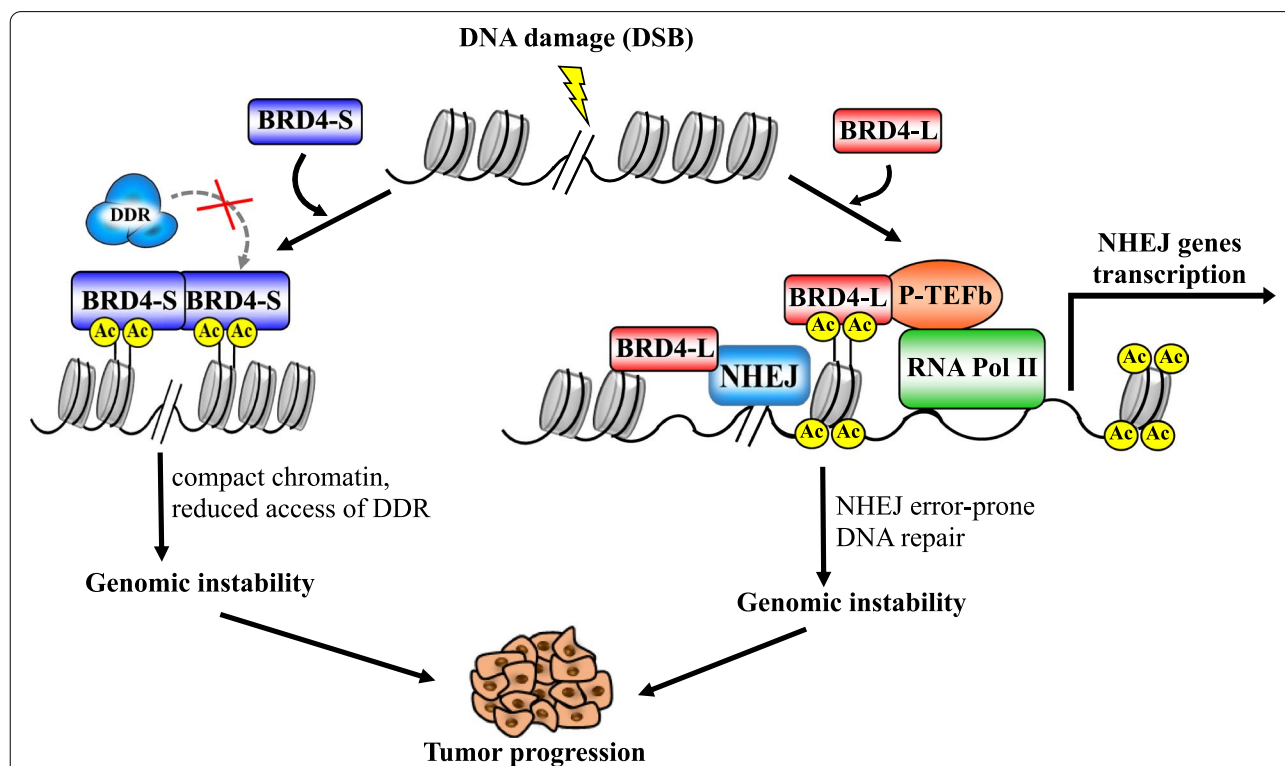 DNA damage (DSB)
BRD4-S
BRD4-L
DDR
NHEJ genes
transcription
BRD4-S
BRD4-S
Ac
Ac
Ac
Ac
BRD4-L
P-TEFb
Ac
Ac
BRD4-L
NHEJ
RNA Pol II
Ac
Ac
Ac
Ac
Ac
Ac
compact chromatin,
reduced access of DDR
NHEJ error-prone
DNA repair
Genomic instability
Genomic instability
Tumor progression